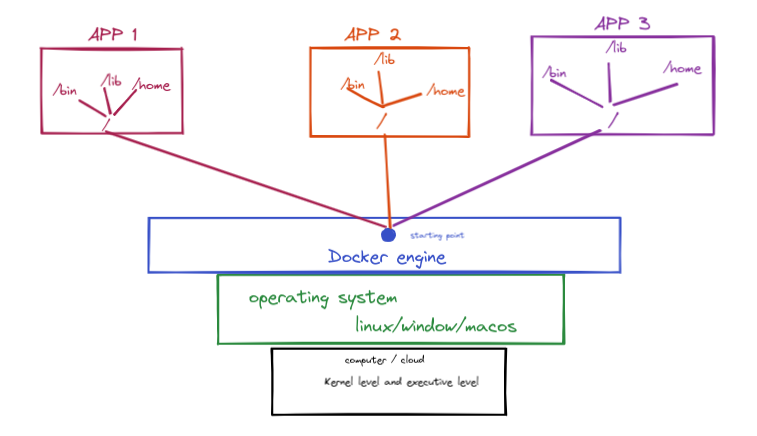 APP 1
APP 2
APP 3
/bin
/lib
/home
/
/bin
/lib
/home
/
/bin
/lib
/home
/
starting point
Docker engine
operating system
linux/window/macos
computer / cloud
Kernel level and executive level